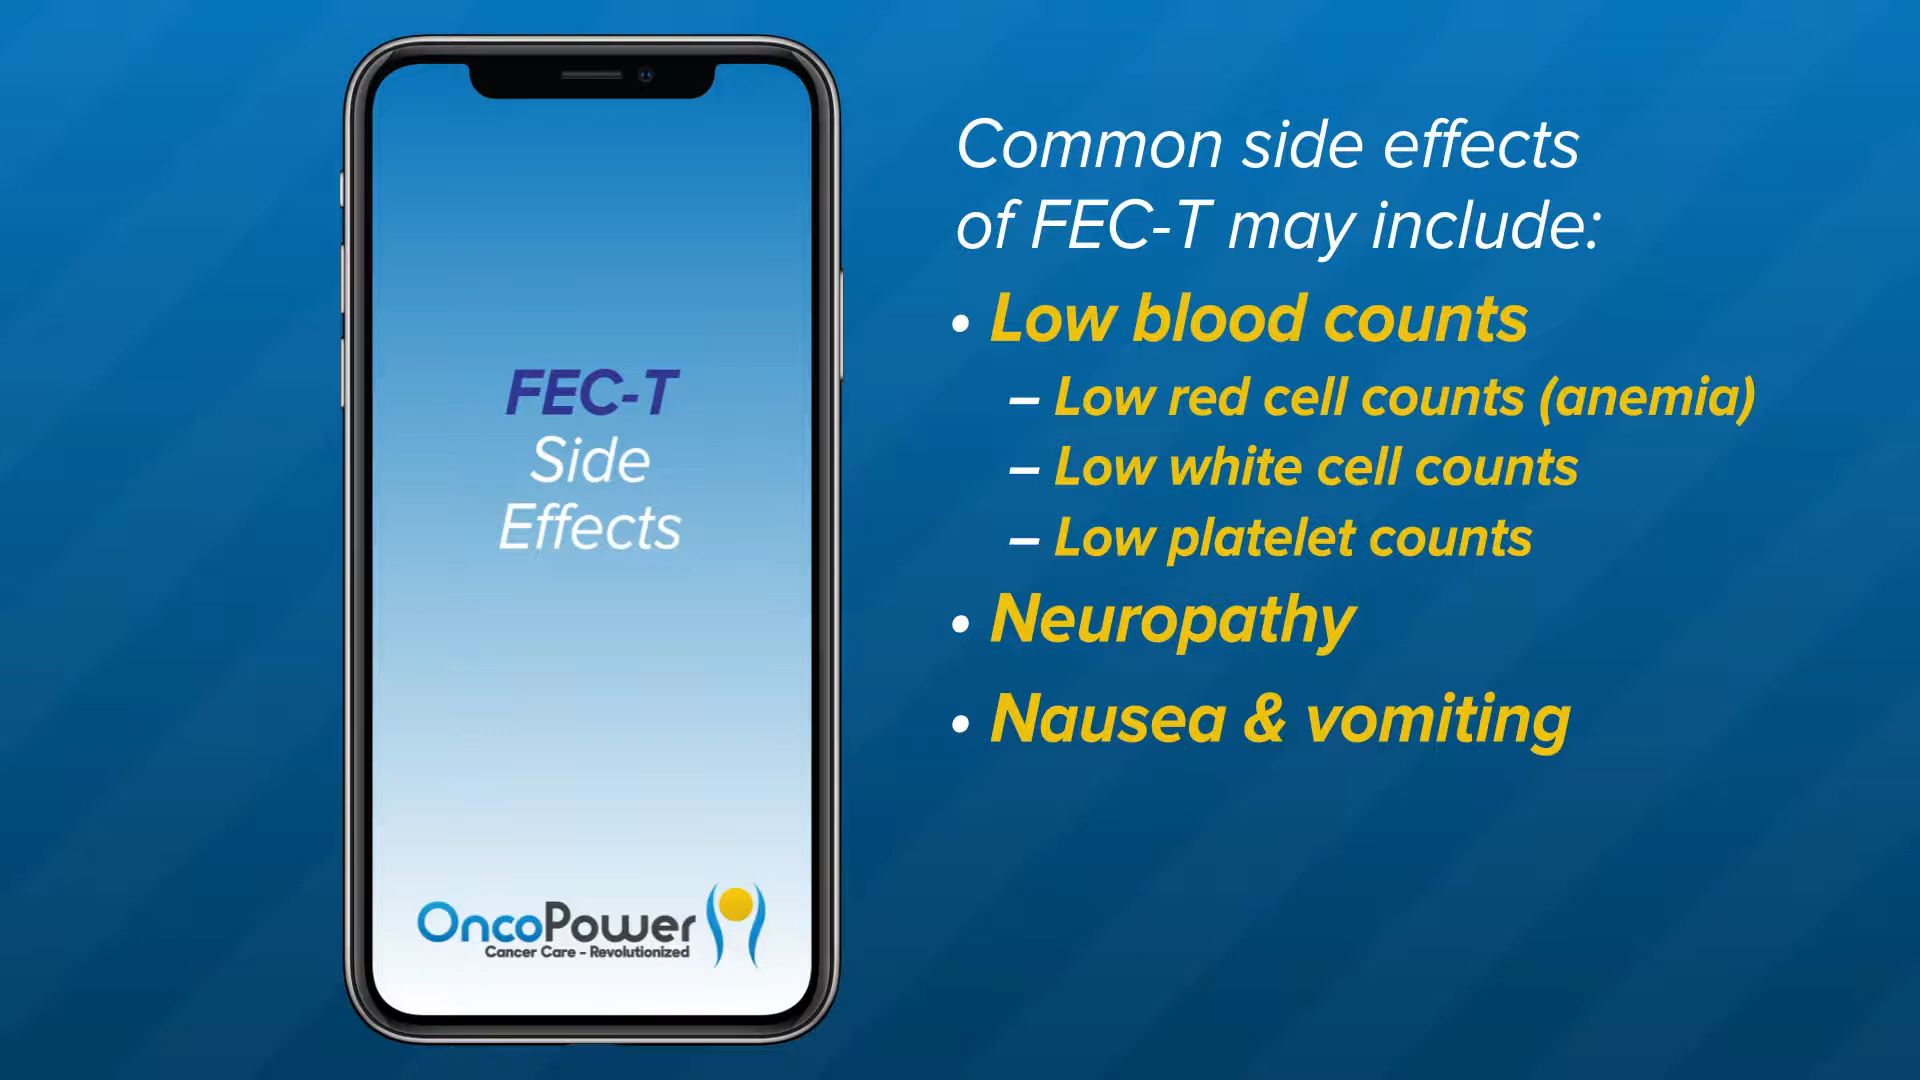 FEC-T
Side
Effects
OncoPower
Cancer Care - Revolutionized
Common side effects
of FEC-T may include:
• Low blood counts
– Low red cell counts (anemia)
– Low white cell counts
– Low platelet counts
• Neuropathy
• Nausea & vomiting